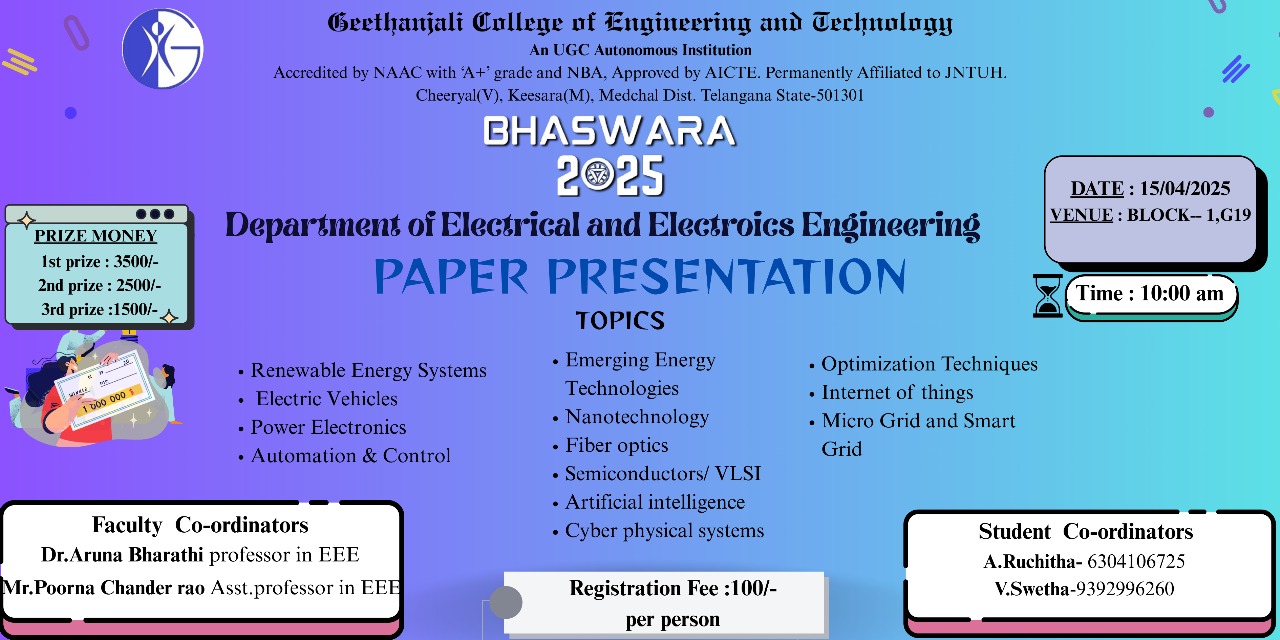 Geethanjali College of Engineering and Technology
An UGC Autonomous Institution
Accredited by NAAC with ‘A+’ grade and NBA, Approved by AICTE. Permanently Affiliated to JNTUH.
Cheeryal(V), Keesara(M), Medchal Dist. Telangana State-501301
BHASWARA
2025
Department of Electrical and Electroics Engineering
PAPER PRESENTATION
DATE : 15/04/2025
VENUE : BLOCK-- 1,G19
Time : 10:00 am
PRIZE MONEY
1st prize : 3500/-
2nd prize : 2500/-
3rd prize :1500/-
1 000 000 $
TOPICS
• Renewable Energy Systems
• Electric Vehicles
• Power Electronics
• Automation & Control
• Emerging Energy
Technologies
• Nanotechnology
• Fiber optics
• Semiconductors/ VLSI
• Artificial intelligence
• Cyber physical systems
• Optimization Techniques
• Internet of things
• Micro Grid and Smart
Grid
Faculty Co-ordinators
Dr.Aruna Bharathi professor in EEE
Mr.Poorna Chander rao Asst.professor in EEE
Registration Fee :100/-
per person
Student Co-ordinators
A.Ruchitha- 6304106725
V.Swetha-9392996260